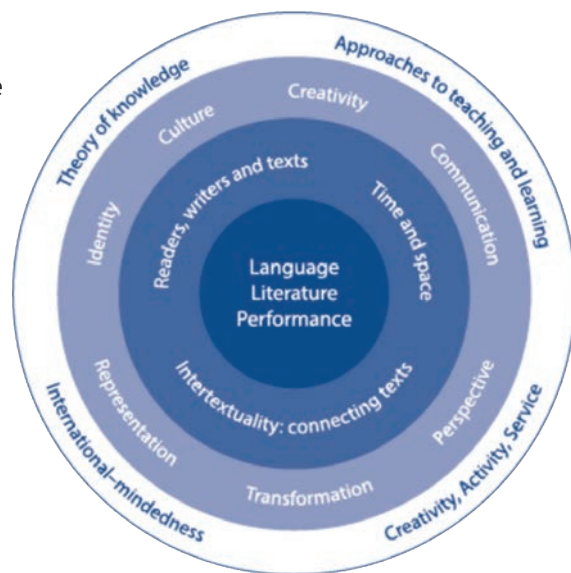 e
Theory of knowledge
Approaches to teaching and learning
International–mindedness
Creativity, Activity, Service
Identity
Culture
Creativity
Communication
Perspective
Transformation
Representation
Readers, writers and texts
Time and space
Intertextuality: connecting texts
Language
Literature
Performance